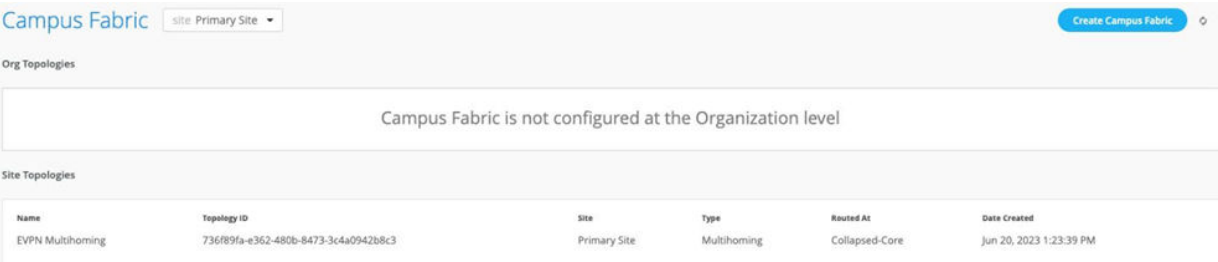 Campus Fabric site Primary Site Create Campus Fabric
Org Topologies
Campus Fabric is not configured at the Organization level
Site Topologies
Name Topology ID Site Type Routed At Date Created
EVPN Multihoming 736f89fa-e362-480b-8473-3c4a0942b8c3 Primary Site Multihoming Collapsed-Core Jun 20, 2023 1:23:39 PM